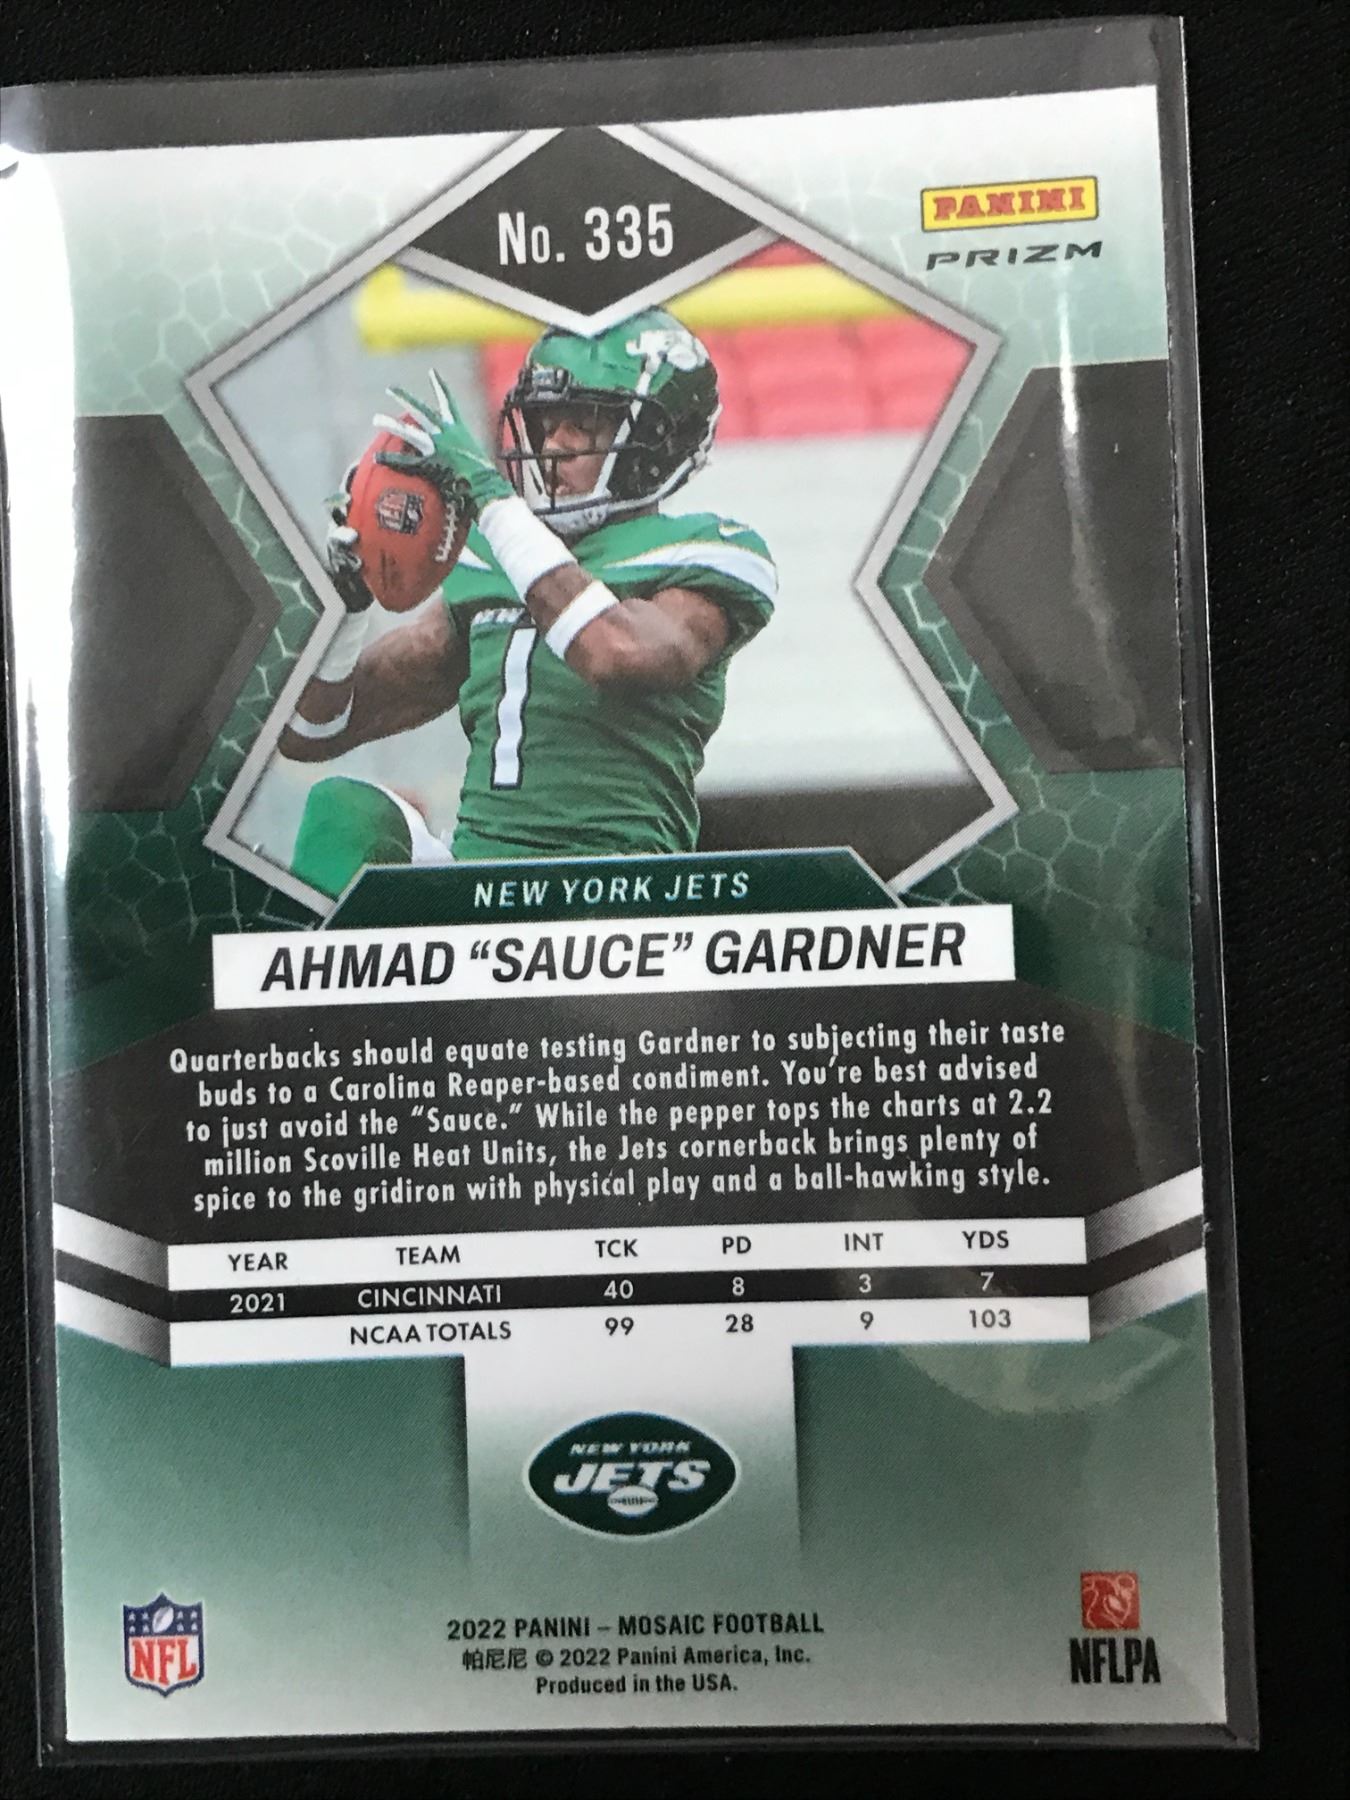 No. 335
PANINI
PRIZM
1
NEW YORK JETS
AHMAD “SAUCE” GARDNER
Quarterbacks should equate testing Gardner to subjecting their taste
buds to a Carolina Reaper-based condiment. You’re best advised
to just avoid the “Sauce.” While the pepper tops the charts at 2.2
million Scoville Heat Units, the Jets cornerback brings plenty of
spice to the gridiron with physical play and a ball-hawking style.
YEAR TEAM TCK PD INT YDS
2021 CINCINNATI 40 8 3 7
NCAA TOTALS 99 28 9 103
NEW YORK
JETS
NFL
2022 PANINI – MOSAIC FOOTBALL
帕尼尼 © 2022 Panini America, Inc.
Produced in the USA.
NFLPA